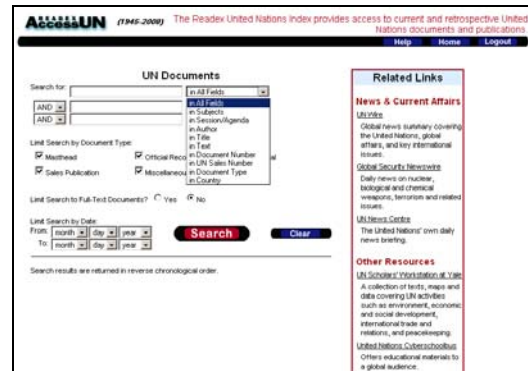 READEX
AccessUN (1945-2008) The Readex United Nations Index provides access to current and retrospective United
Nations documents and publications
Help Home Logout
UN Documents
Search for: in All Fields
AND
AND
in All Fields
in Subjects
in Session/Agenda
in Author
in Title
in Text
in Document Number
in UN Sales Number
in Document Type
in Country
Limit Search by Document Type:
Masthead Official Reco al
Sales Publication Miscellaneou
Limit Search to Full-Text Documents? Yes No
Limit Search by Date:
From: month day year
To: month day year
Search Clear
Search results are returned in reverse chronological order.
Related Links
News & Current Affairs
UN Wire
Global news summary covering
the United Nations, global
affairs, and key international
issues.
Global Security Newswire
Daily news on nuclear,
biological and chemical
weapons, terrorism and related
issues.
UN News Centre
The United Nations' own daily
news briefing.
Other Resources
UN Scholars' Workstation at Yale
A collection of texts, maps and
data covering UN activities
such as environment, economic
and social development,
international trade and
relations, and peacekeeping.
United Nations Cyberschoolbus
Offers educational materials to
a global audience.